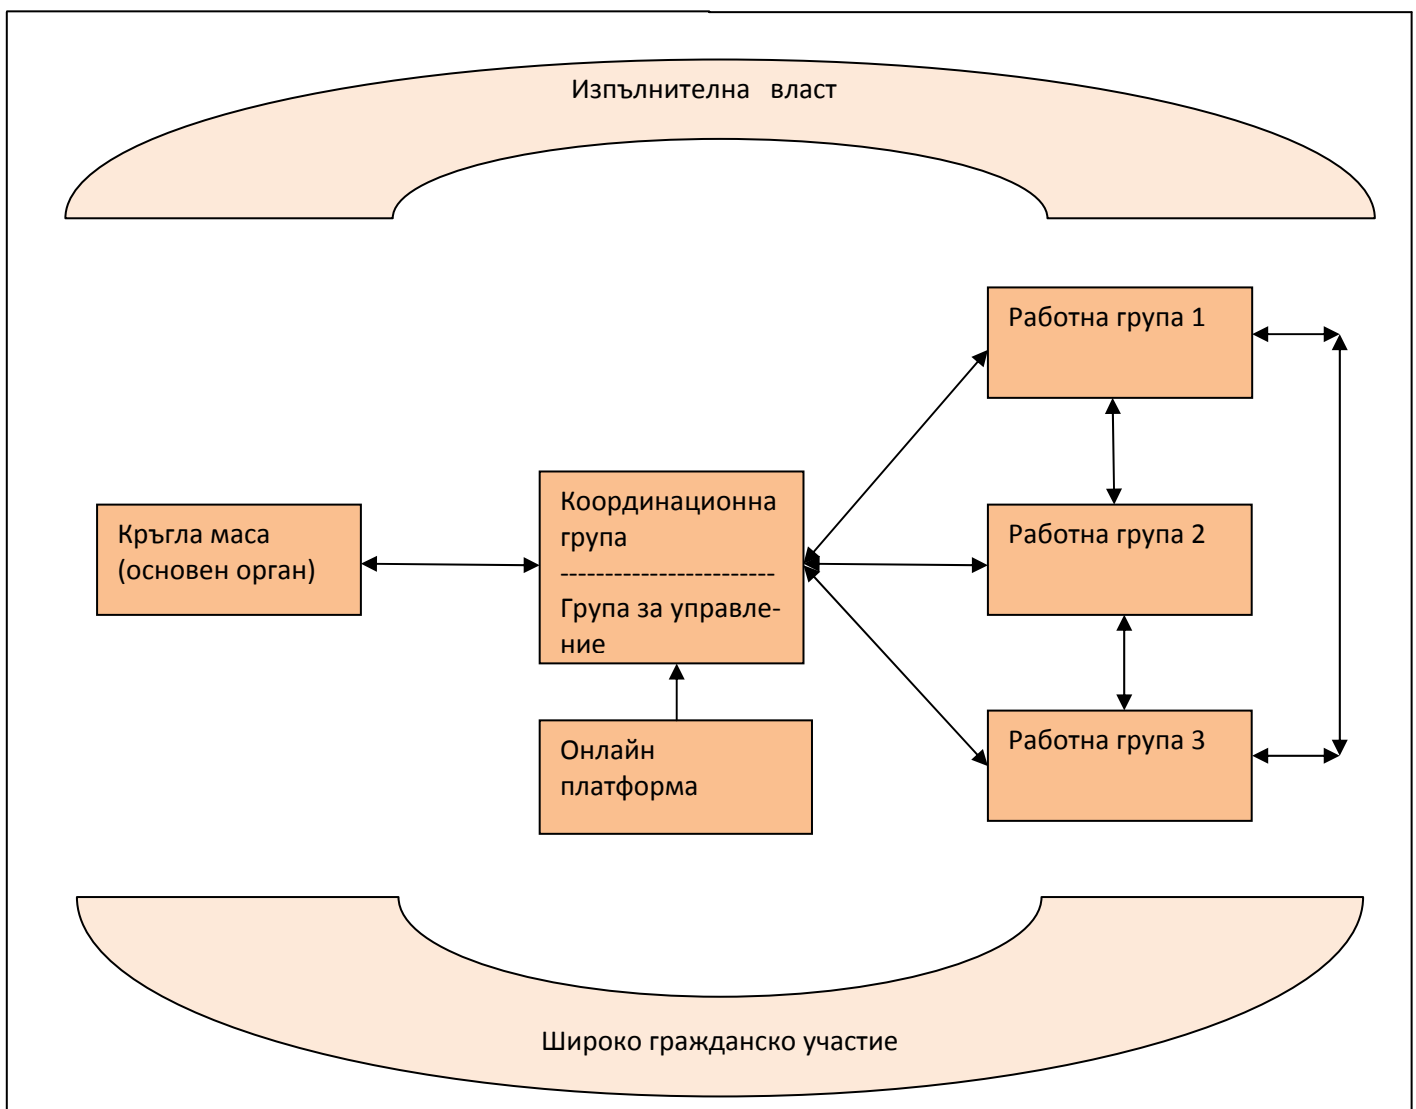 Изпълнителна власт
Работна група 1
Координационна
група
------------------------
Група за управле-
ние
Кръгла маса
(основен орган)
Работна група 2
Онлайн
платформа
Работна група 3
Широко гражданско участие